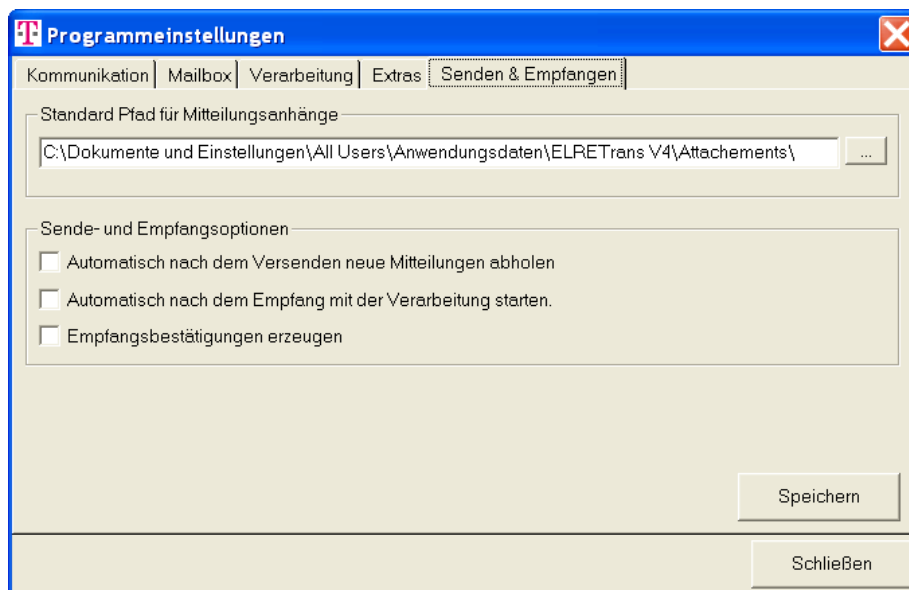 T Programmeinstellungen
Kommunikation Mailbox Verarbeitung Extras Senden & Empfangen
Standard Pfad für Mitteilungsanhänge
C:\Dokumente und Einstellungen\All Users\Anwendungsdaten\ELRETrans V4\Attachements\ ...
Sende- und Empfangsoptionen
Automatisch nach dem Versenden neue Mitteilungen abholen
Automatisch nach dem Empfang mit der Verarbeitung starten.
Empfangsbestätigungen erzeugen
Speichern
Schließen